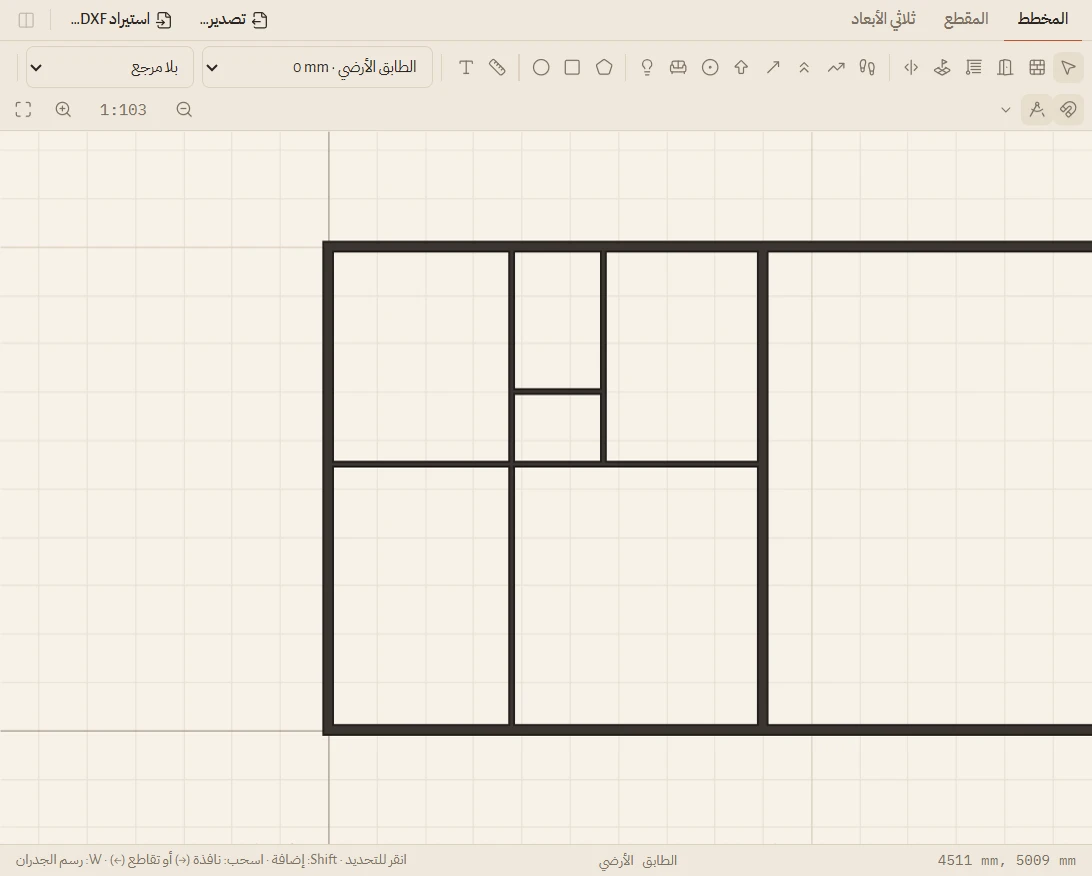 المخطط
المقطع
ثلاثي الأبعاد
تصدير...
استيراد DXF...
الطابق الأرضي · 0 mm
بلا مرجع
1:103
انقر للتحديد · Shift: إضافة · اسحب: نافذة (→) أو تقاطع (←) · W: رسم الجدران
الطابق الأرضي
4511 mm, 5009 mm